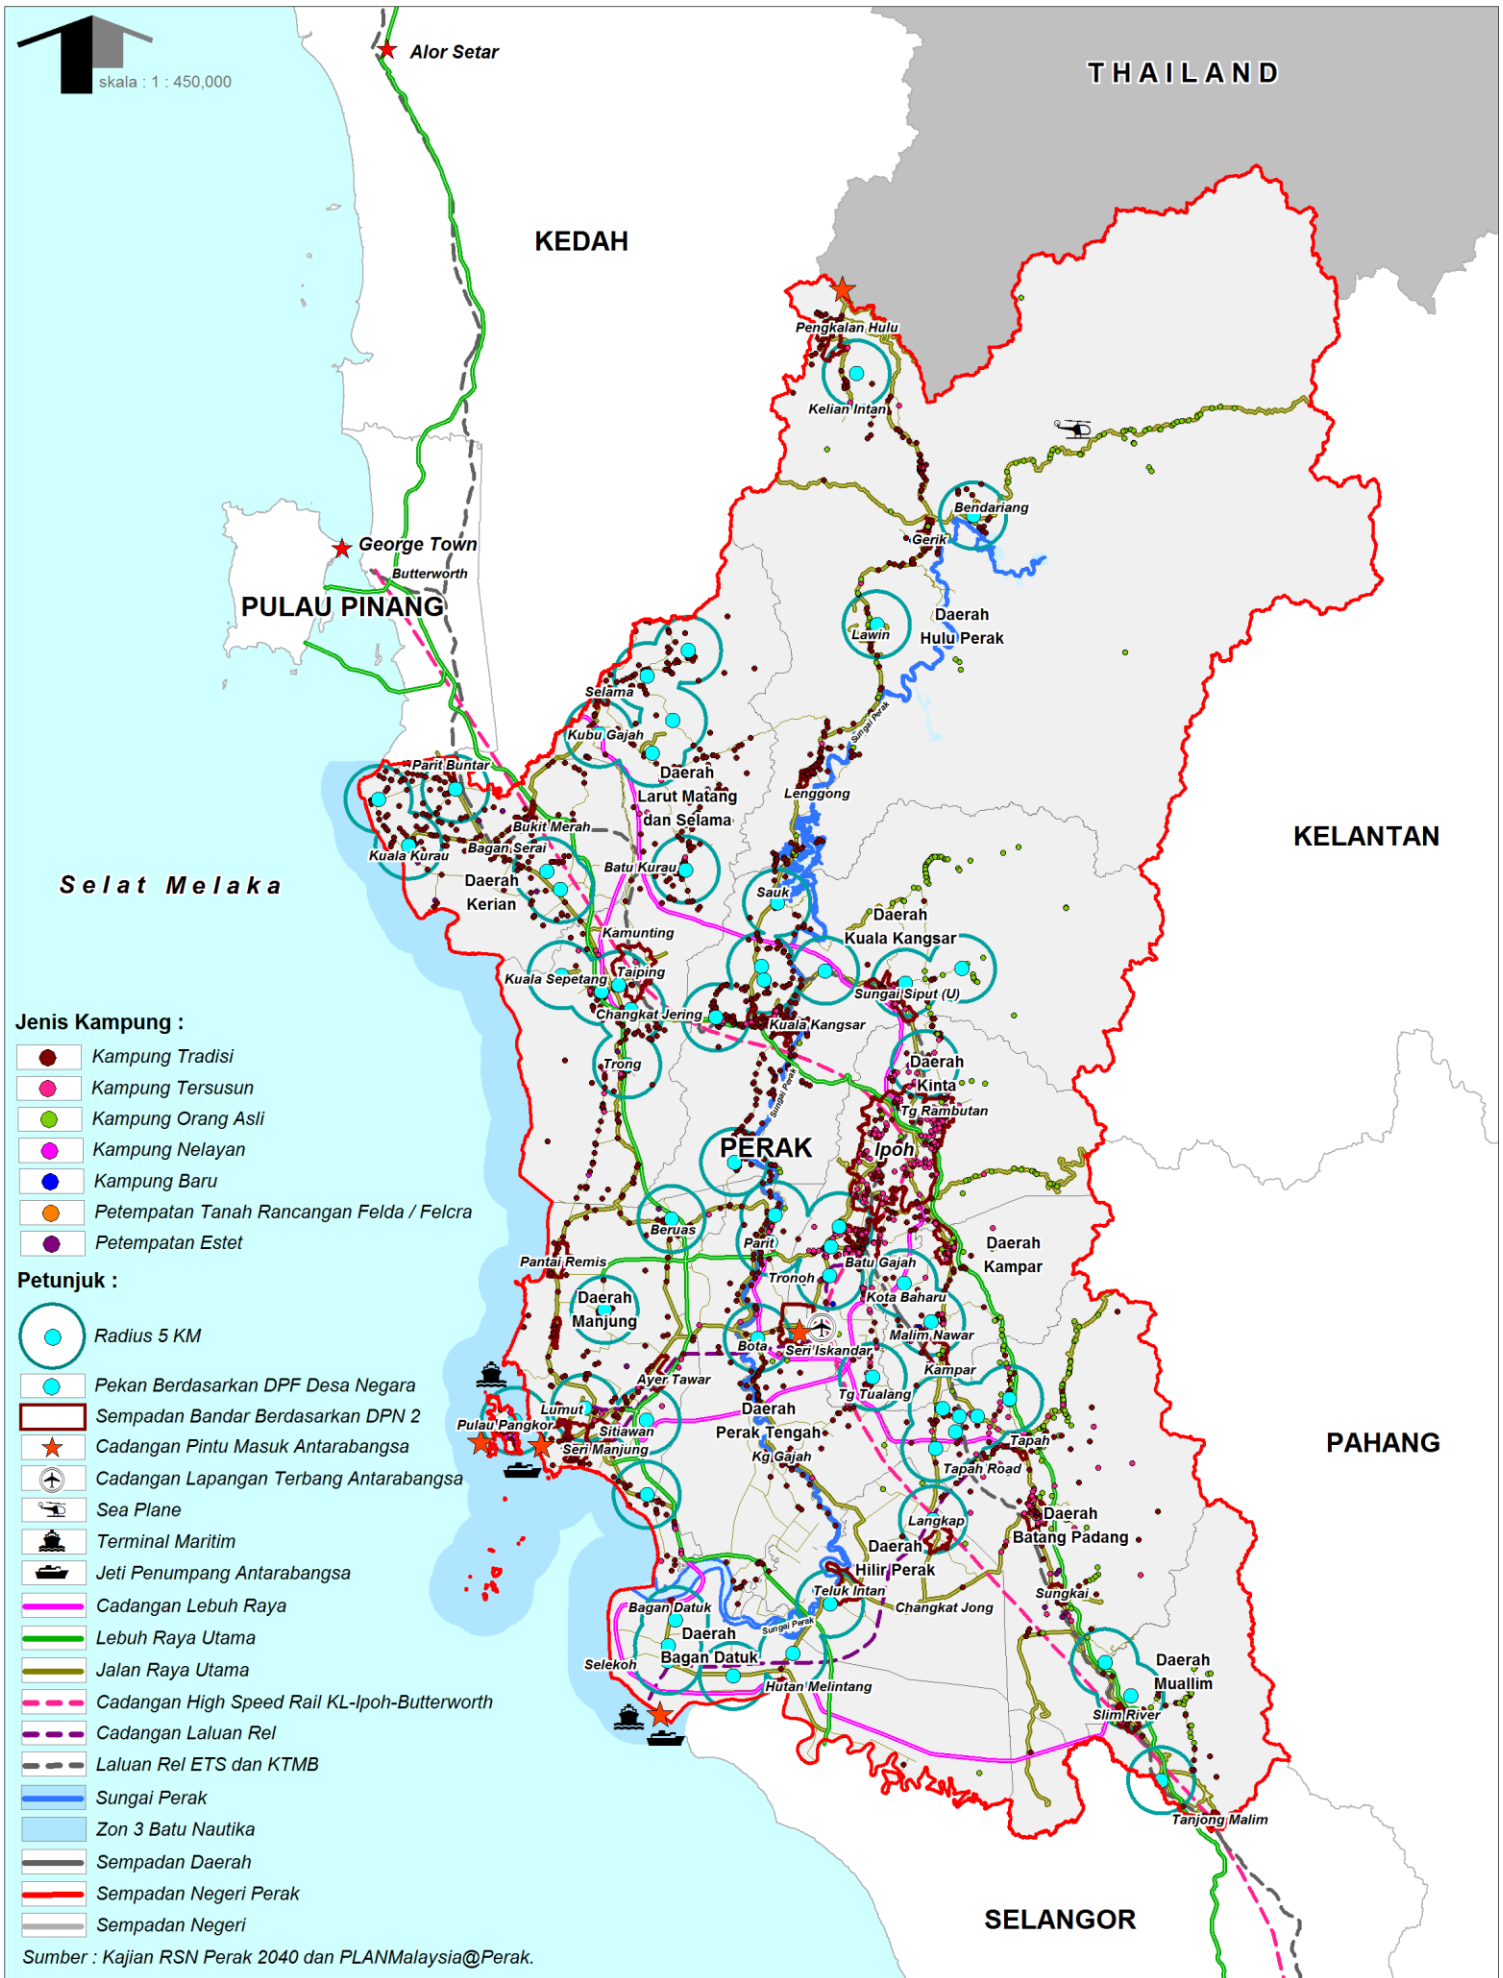 skala : 1 : 450,000
Alor Setar
THAILAND
KEDAH
Pengkalan Hulu
Kelian Intan
Bendariang
Gerik
George Town
Butterworth
PULAU PINANG
Lawin
Daerah
Hulu Perak
Selama
Sungai Perak
Kubu Gajah
Parit Buntar
Daerah
Larut Matang
dan Selama
Lenggong
Bukit Merah
Kuala Kurau
Bagan Serai
KELANTAN
Batu Kurau
Selat Melaka
Daerah
Kerian
Sauk
Daerah
Kuala Kangsar
Kamunting
Kuala Sepetang
Taiping
Sungai Siput (U)
Changkat Jering
Kuala Kangsar
Trong
Daerah
Kinta
Sungai Perak
Tg Rambutan
PERAK
Ipoh
Beruas
Parit
Daerah
Kampar
Pantai Remis
Batu Gajah
Tronoh
Kota Baharu
Daerah
Manjung
Malim Nawar
Bota
Seri Iskandar
Kampar
Ayer Tawar
Tg Tualang
Lumut
Daerah
Perak Tengah
Pulau Pangkor
Sitiawan
Seri Manjung
Kg Gajah
Tapah
PAHANG
Tapah Road
Langkap
Daerah
Batang Padang
Daerah
Hilir Perak
Teluk Intan
Sungkai
Changkat Jong
Bagan Datuk
Sungai Perak
Daerah
Bagan Datuk
Selekoh
Hutan Melintang
Daerah
Muallim
Slim River
Tanjong Malim
SELANGOR
Jenis Kampung :
Kampung Tradisi
Kampung Tersusun
Kampung Orang Asli
Kampung Nelayan
Kampung Baru
Petempatan Tanah Rancangan Felda / Felcra
Petempatan Estet
Petunjuk :
Radius 5 KM
Pekan Berdasarkan DPF Desa Negara
Sempadan Bandar Berdasarkan DPN 2
Cadangan Pintu Masuk Antarabangsa
Cadangan Lapangan Terbang Antarabangsa
Sea Plane
Terminal Maritim
Jeti Penumpang Antarabangsa
Cadangan Lebuh Raya
Lebuh Raya Utama
Jalan Raya Utama
Cadangan High Speed Rail KL-Ipoh-Butterworth
Cadangan Laluan Rel
Laluan Rel ETS dan KTMB
Sungai Perak
Zon 3 Batu Nautika
Sempadan Daerah
Sempadan Negeri Perak
Sempadan Negeri
Sumber : Kajian RSN Perak 2040 dan PLANMalaysia@Perak.